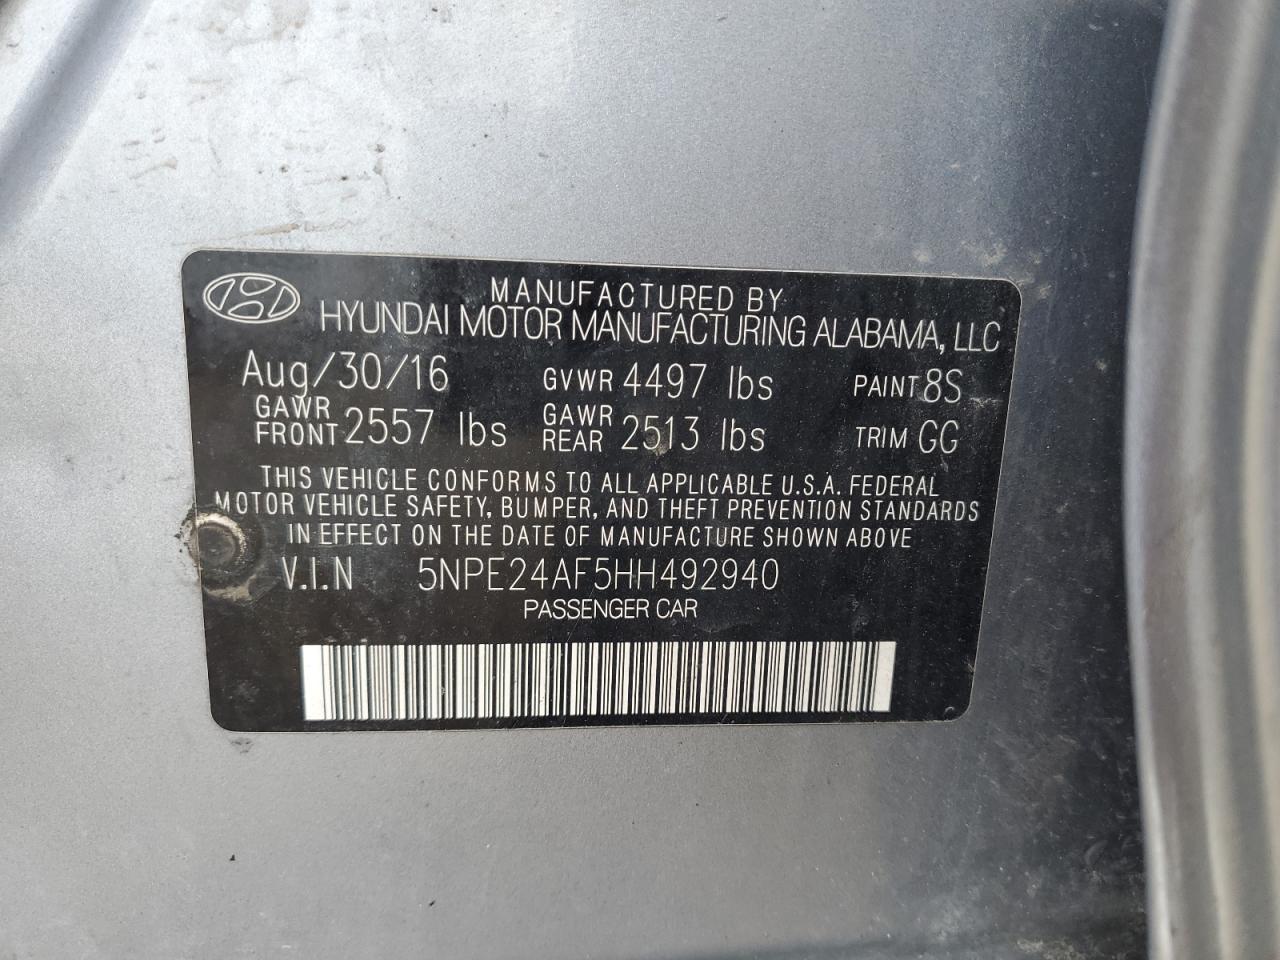 MANUFACTURED BY
HYUNDAI MOTOR MANUFACTURING ALABAMA, LLC
Aug/30/16 GVWR 4497 lbs PAINT 8S
GAWR FRONT 2557 lbs GAWR REAR 2513 lbs TRIM GG
THIS VEHICLE CONFORMS TO ALL APPLICABLE U.S.A. FEDERAL
MOTOR VEHICLE SAFETY, BUMPER, AND THEFT PREVENTION STANDARDS
IN EFFECT ON THE DATE OF MANUFACTURE SHOWN ABOVE
V.I.N 5NPE24AF5HH492940
PASSENGER CAR